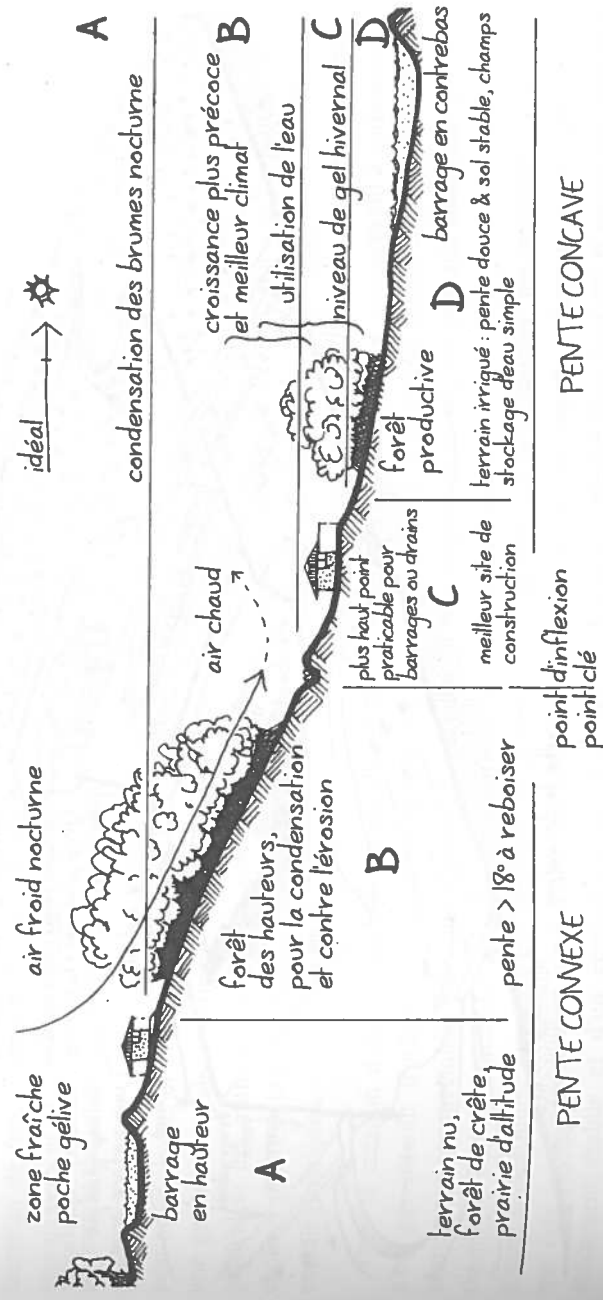 idéal
A
condensation des brumes nocturne
B
croissance plus précoce
et meilleur climat
utilisation de l'eau
C
niveau de gel hivernal
D
air froid nocturne
air chaud
zone fraîche
poche gélive
barrage
en hauteur
A
terrain nu,
forêt de crête,
prairie d'altitude
forêt
des hauteurs,
pour la condensation
et contre l'érosion
B
pente > 18° à reboiser
plus haut point
praticable pour
barrages ou drains
C
meilleur site de
construction
forêt
productive
D
barrage en contrebas
terrain irrigué : pente douce & sol stable, champs
stockage d'eau simple
PENTE CONVEXE
point d'inflexion
point clé
PENTE CONCAVE